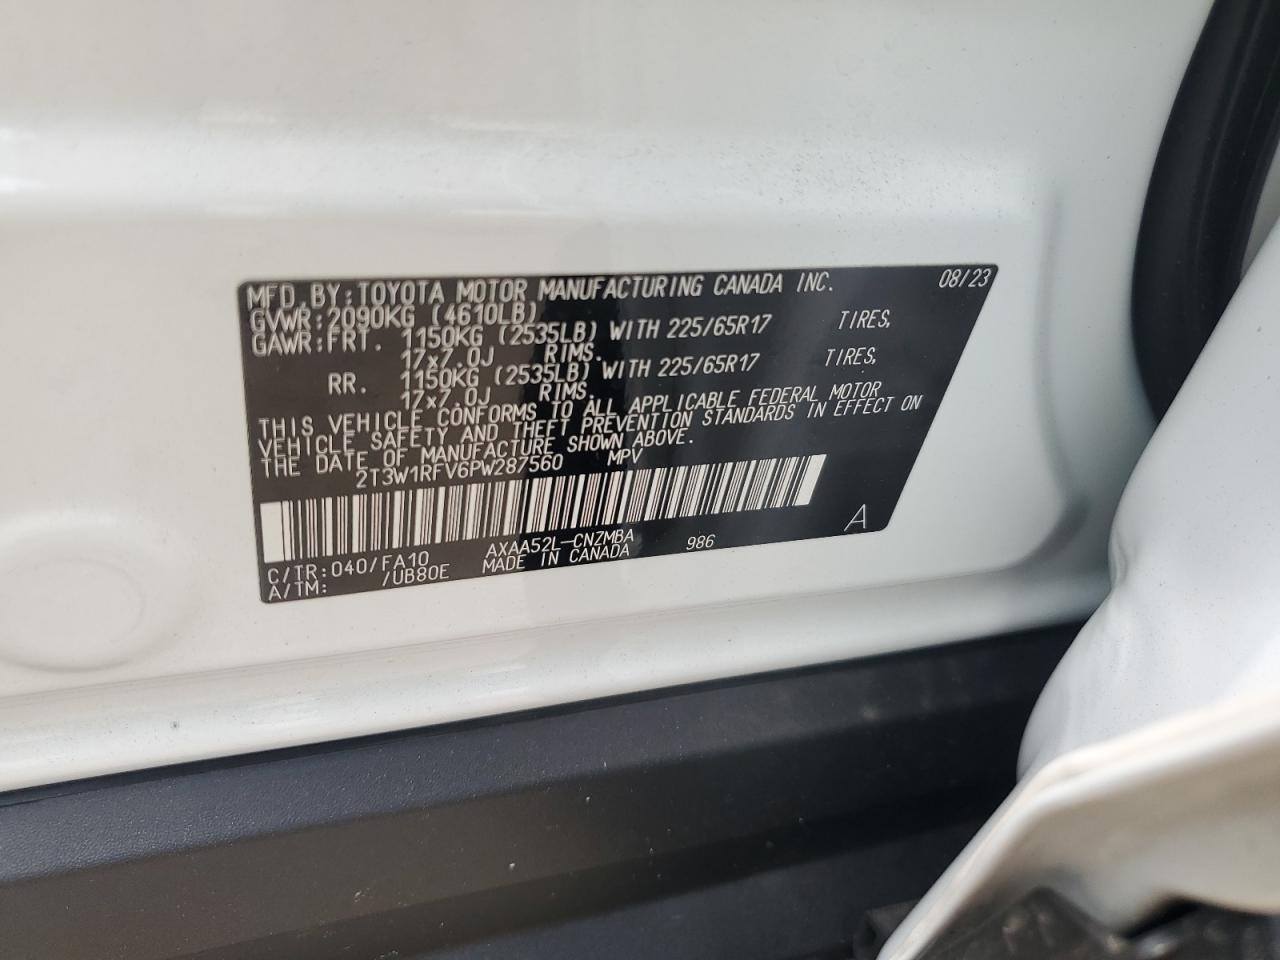 MFD.BY:TOYOTA MOTOR MANUFACTURING CANADA INC. 08/23
GVWR:2090KG (4610LB)
GAWR:FRT. 1150KG (2535LB) WITH 225/65R17 TIRES,
17x7.0J RIMS.
RR. 1150KG (2535LB) WITH 225/65R17 TIRES,
17x7.0J RIMS.
THIS VEHICLE CONFORMS TO ALL APPLICABLE FEDERAL MOTOR
VEHICLE SAFETY AND THEFT PREVENTION STANDARDS IN EFFECT ON
THE DATE OF MANUFACTURE SHOWN ABOVE.
2T3W1RFV6PW287560 MPV
C/TR:040/FA10 AXAA52L-CNZMBA 986 A
A/TM: /UB80E MADE IN CANADA